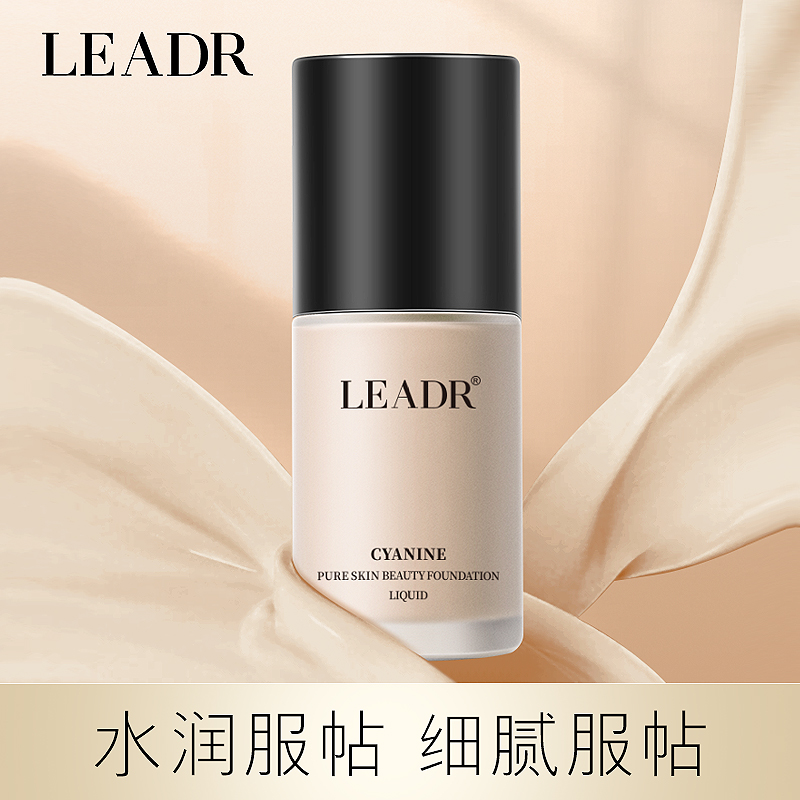 LEADR
LEADR®
CYANINE
PURE SKIN BEAUTY FOUNDATION
LIQUID
水润服帖 细腻服帖